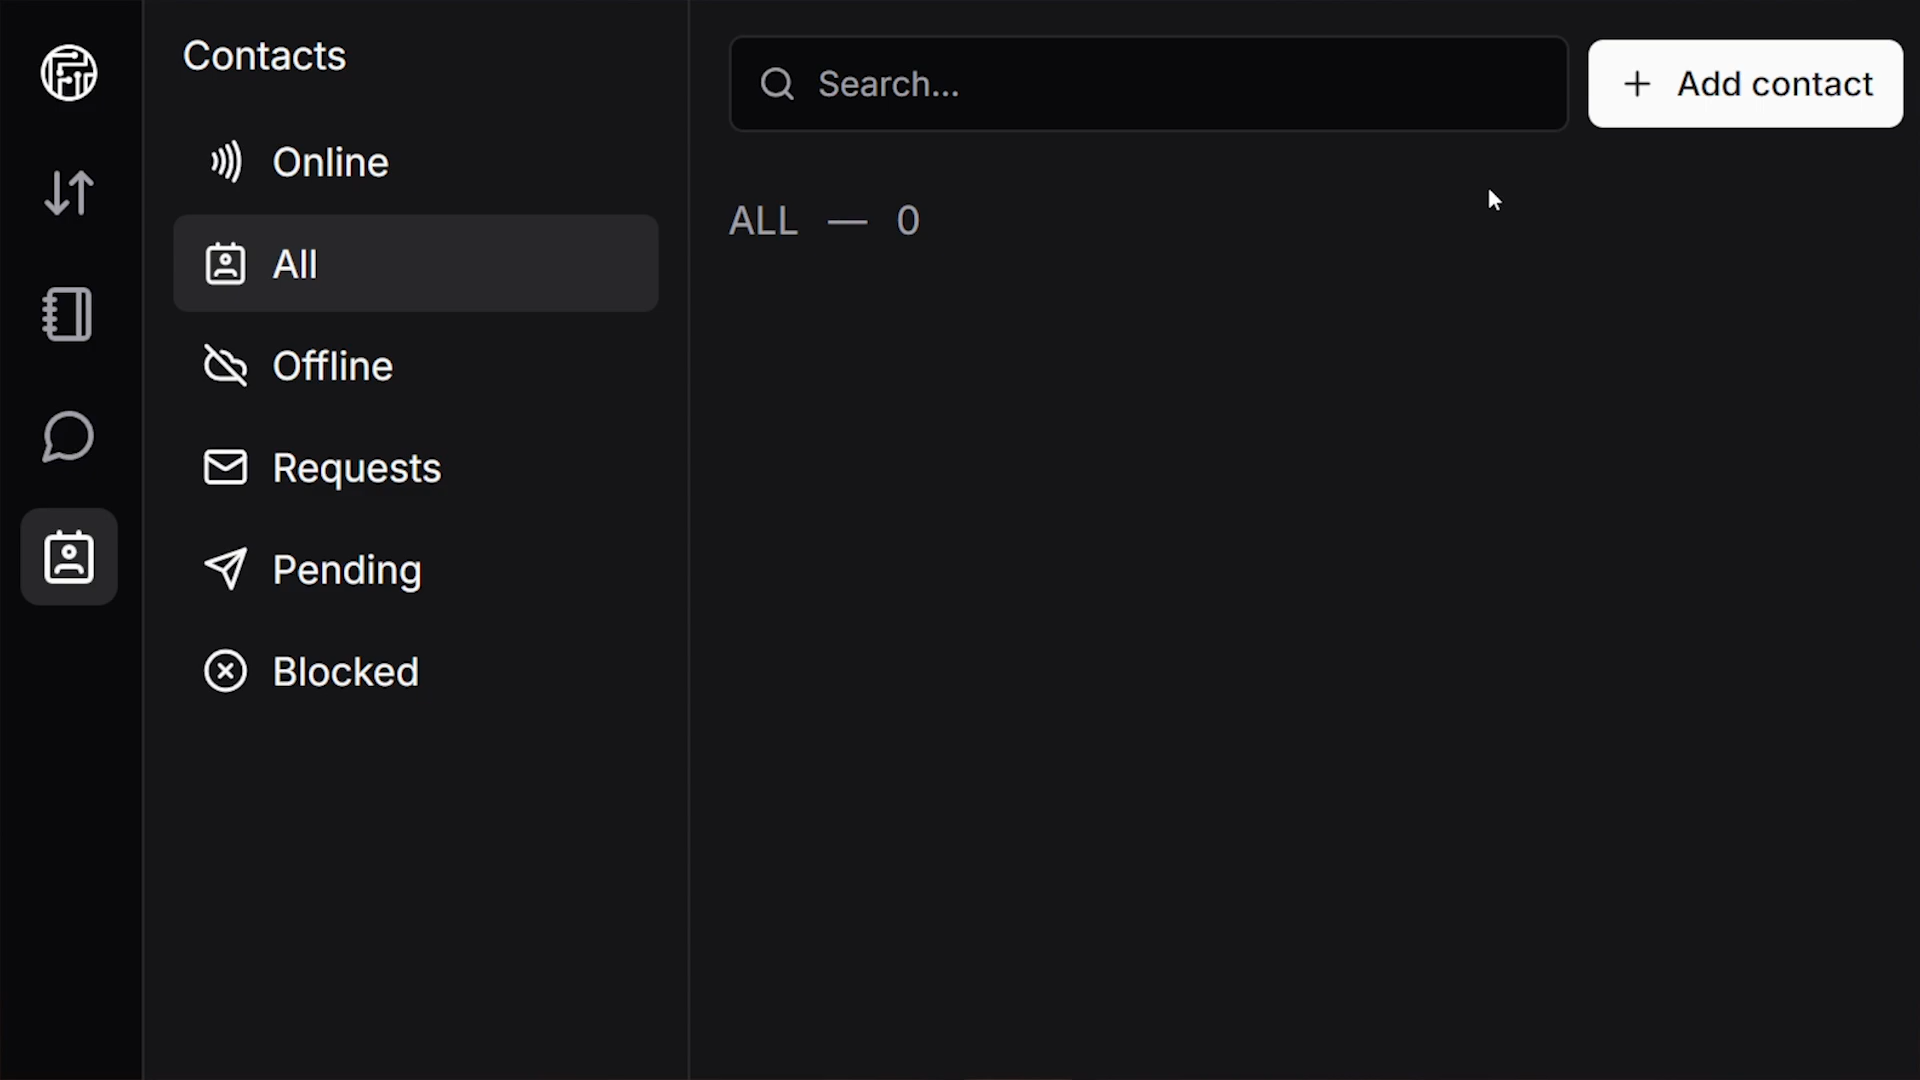 Contacts
Online
All
Offline
Requests
Pending
Blocked
Search...
+ Add contact
ALL — 0